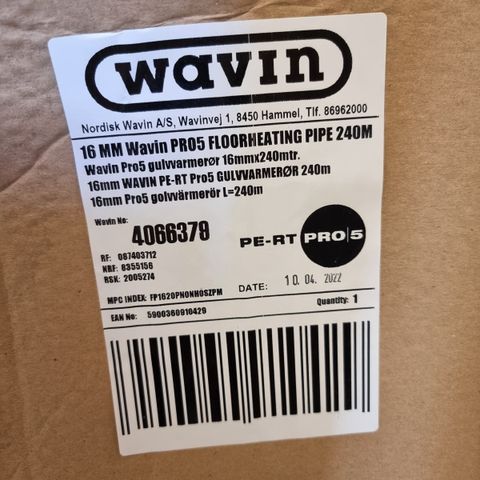 wavin
Nordisk Wavin A/S, Wavinvej 1, 8450 Hammel, Tlf. 86962000
16 MM Wavin PRO5 FLOORHEATING PIPE 240M
Wavin Pro5 gulvvarmerør 16mmx240mtr.
16mm WAVIN PE-RT Pro5 GULVVARMERØR 240m
16mm Pro5 golvvärmerör L=240m
Wavin No: 4066379
PE-RT PRO|5
RF: 087403712
NRF: 8355156
RSK: 2005274
DATE: 10. 04. 2022
MPC INDEX: FP1620PNONHOSZPM
Quantity: 1
EAN No: 5900360910429